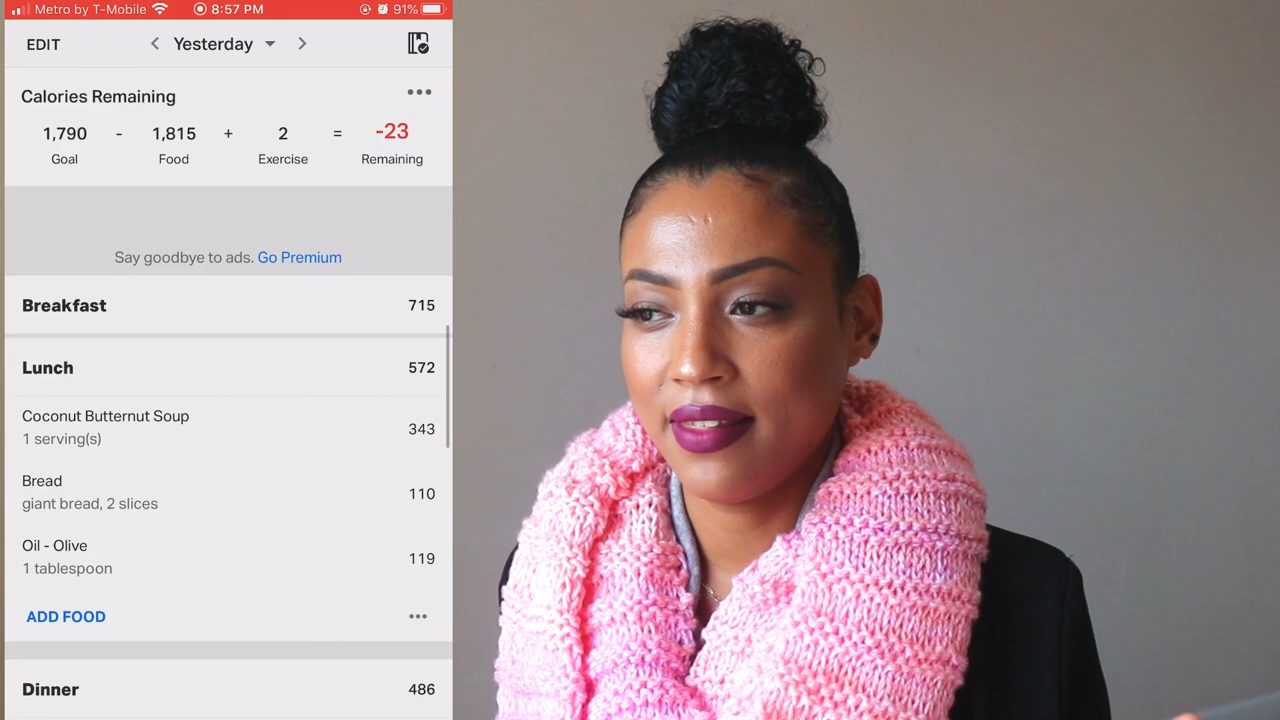 Metro by T-Mobile 8:57 PM 91%
EDIT Yesterday
Calories Remaining
1,790 - 1,815 + 2 = -23
Goal Food Exercise Remaining
Say goodbye to ads. Go Premium
Breakfast 715
Lunch 572
Coconut Butternut Soup
1 serving(s) 343
Bread
giant bread, 2 slices 110
Oil - Olive
1 tablespoon 119
ADD FOOD
Dinner 486